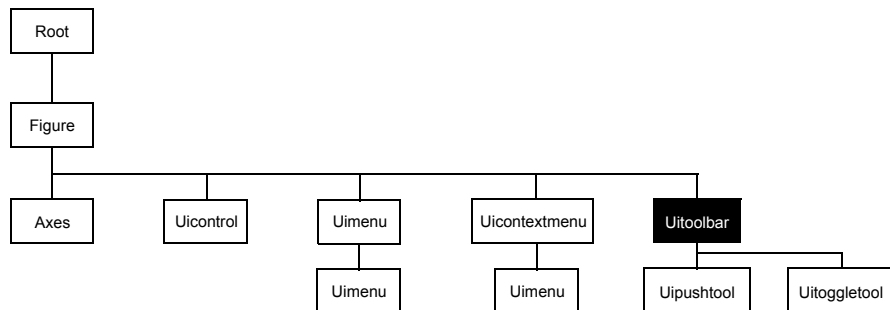 Root
Figure
Axes
Uicontrol
Uimenu
Uicontextmenu
Uitoolbar
Uimenu
Uimenu
Uipushtool
Uitoggletool